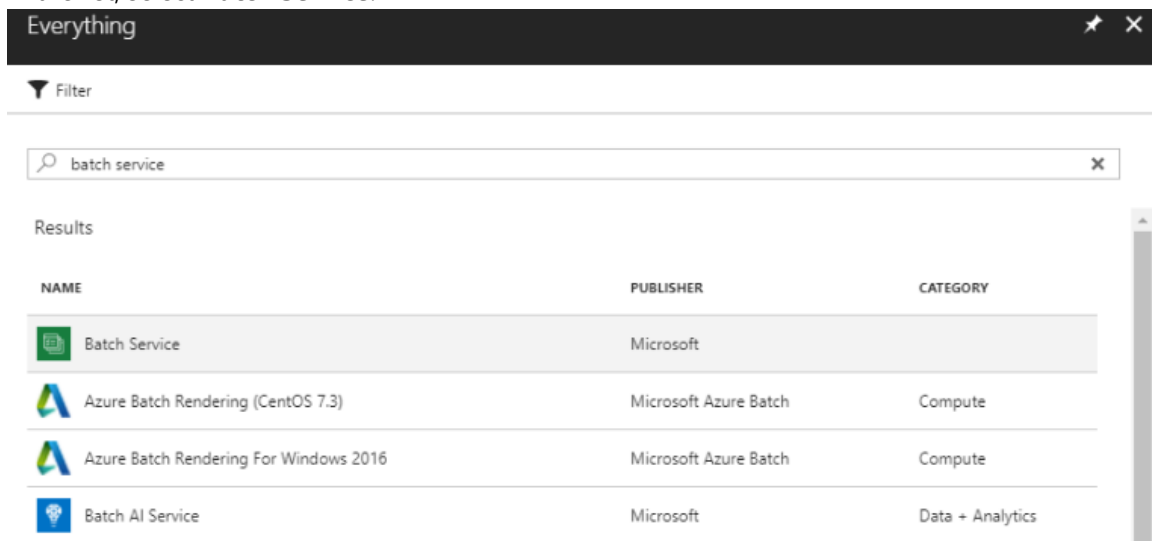 Everything
Filter
batch service
Results
NAME PUBLISHER CATEGORY
Batch Service Microsoft
Azure Batch Rendering (CentOS 7.3) Microsoft Azure Batch Compute
Azure Batch Rendering For Windows 2016 Microsoft Azure Batch Compute
Batch AI Service Microsoft Data + Analytics